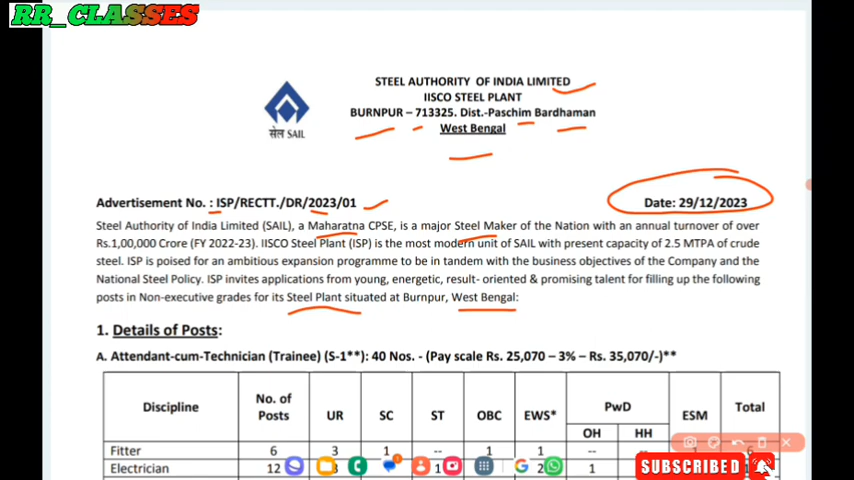 RR_CLASSES
STEEL AUTHORITY OF INDIA LIMITED
IISCO STEEL PLANT
BURNPUR – 713325. Dist.-Paschim Bardhaman
West Bengal
सेल SAIL
Advertisement No. : ISP/RECTT./DR/2023/01 Date: 29/12/2023
Steel Authority of India Limited (SAIL), a Maharatna CPSE, is a major Steel Maker of the Nation with an annual turnover of over
Rs.1,00,000 Crore (FY 2022-23). IISCO Steel Plant (ISP) is the most modern unit of SAIL with present capacity of 2.5 MTPA of crude
steel. ISP is poised for an ambitious expansion programme to be in tandem with the business objectives of the Company and the
National Steel Policy. ISP invites applications from young, energetic, result- oriented & promising talent for filling up the following
posts in Non-executive grades for its Steel Plant situated at Burnpur, West Bengal:
1. Details of Posts:
A. Attendant-cum-Technician (Trainee) (S-1**): 40 Nos. - (Pay scale Rs. 25,070 – 3% – Rs. 35,070/-)**
Discipline No. of Posts UR SC ST OBC EWS* PwD ESM Total
OH HH
Fitter 6 3 1 -- 1 1 -- -- 6
Electrician 12 1 2 1
SUBSCRIBED